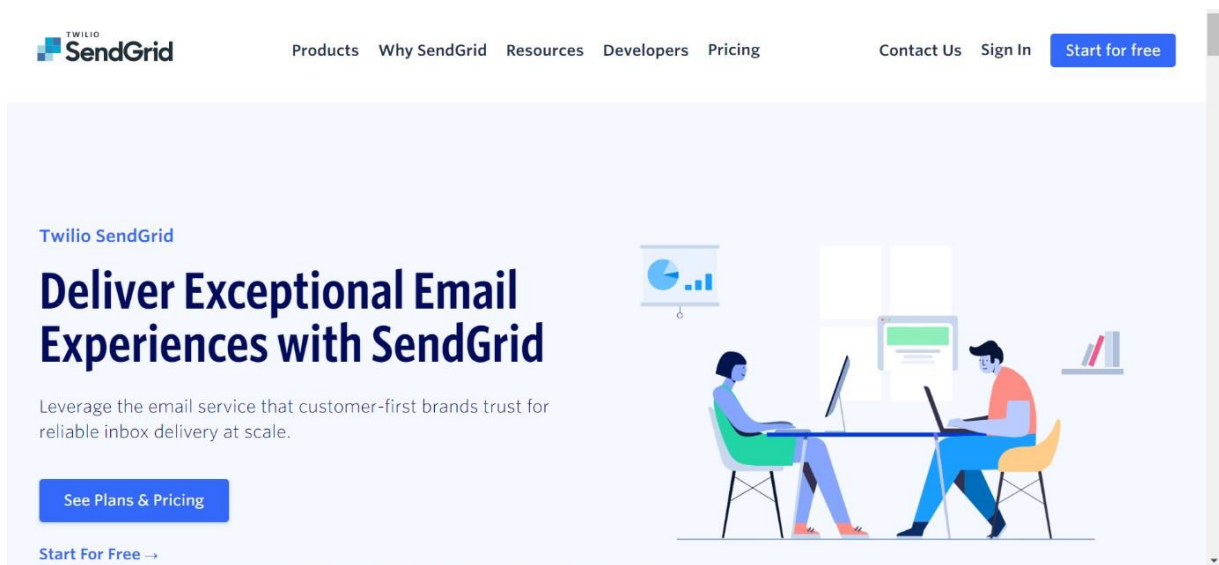 TWILIO
SendGrid
Products Why SendGrid Resources Developers Pricing Contact Us Sign In Start for free
Twilio SendGrid
Deliver Exceptional Email
Experiences with SendGrid
Leverage the email service that customer-first brands trust for
reliable inbox delivery at scale.
See Plans & Pricing
Start For Free →